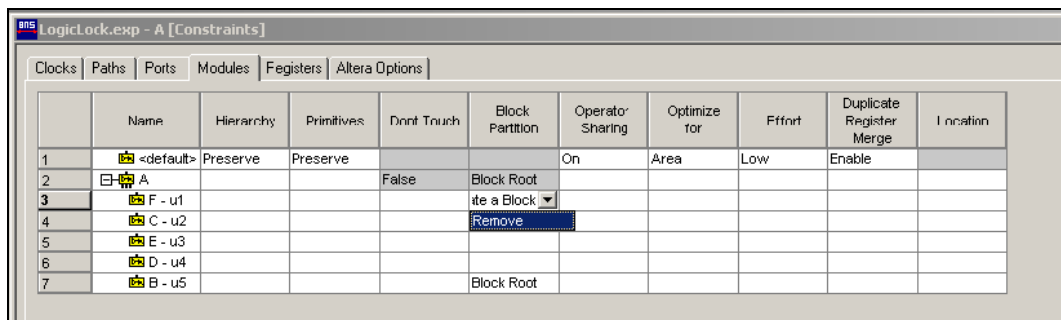 BNS LogicLock.exp - A [Constraints]
Clocks Paths Ports Modules Fegisters Altera Options
Name Hierarchy Primitives Dont Touch Block Partition Operator Sharing Optimize for Effort Duplicate Register Merge Location
1 <default> Preserve Preserve On Area Low Enable
2 A False Block Root
3 F - u1 ate a Block
4 C - u2 Remove
5 E - u3
6 D - u4
7 B - u5 Block Root